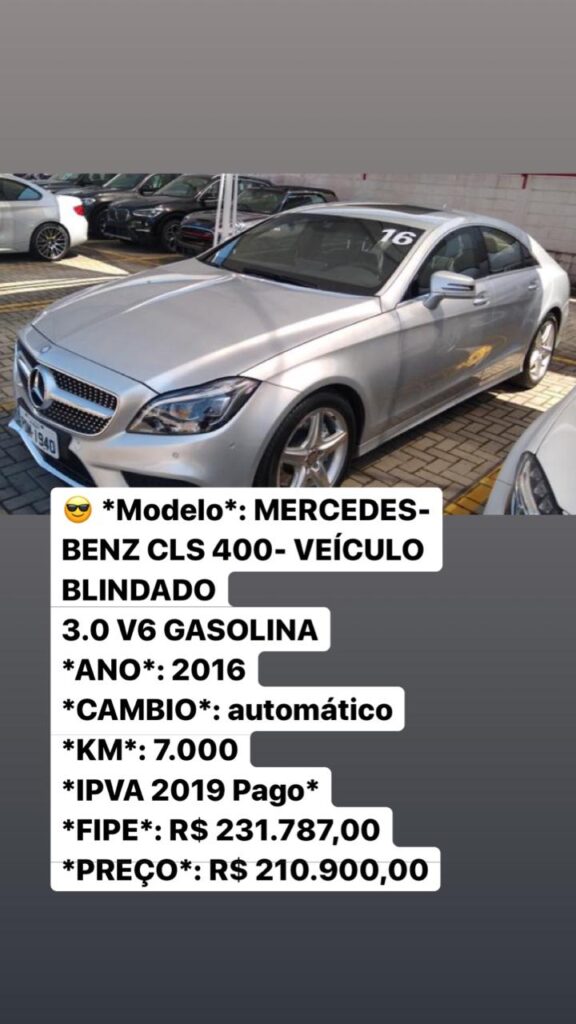 16
1940
😎 *Modelo*: MERCEDES-
BENZ CLS 400- VEÍCULO
BLINDADO
3.0 V6 GASOLINA
*ANO*: 2016
*CAMBIO*: automático
*KM*: 7.000
*IPVA 2019 Pago*
*FIPE*: R$ 231.787,00
*PREÇO*: R$ 210.900,00